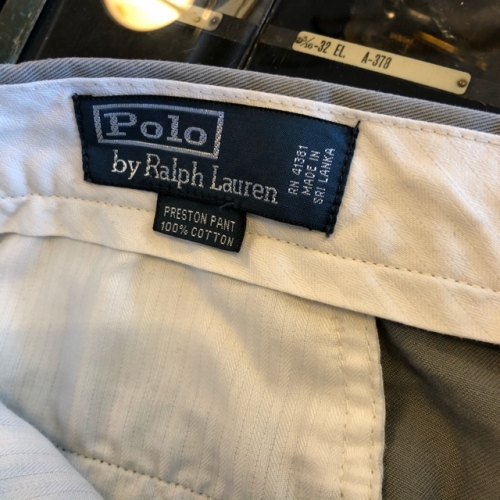 -32 EL. A-378
Polo
by Ralph Lauren
RN 41381
MADE IN
SRI LANKA
PRESTON PANT
100% COTTON